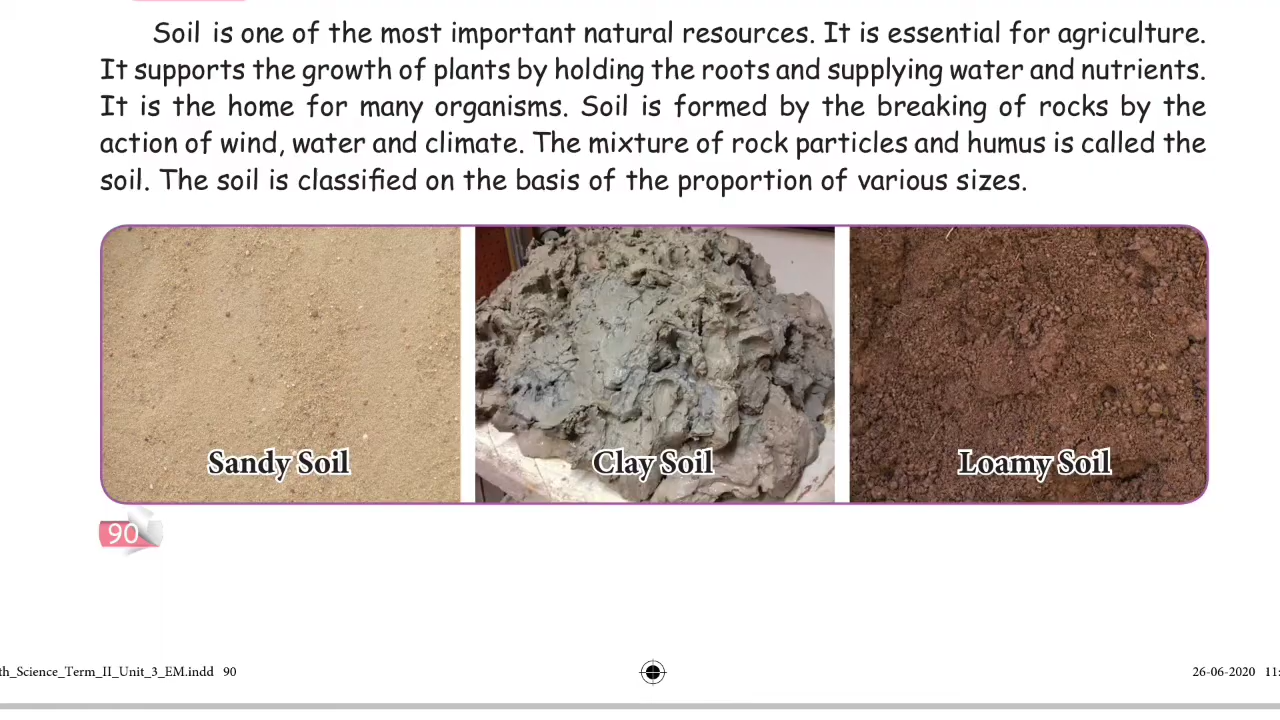 Soil is one of the most important natural resources. It is essential for agriculture.
It supports the growth of plants by holding the roots and supplying water and nutrients.
It is the home for many organisms. Soil is formed by the breaking of rocks by the
action of wind, water and climate. The mixture of rock particles and humus is called the
soil. The soil is classified on the basis of the proportion of various sizes.
Sandy Soil
Clay Soil
Loamy Soil
90
th_Science_Term_II_Unit_3_EM.indd 90
26-06-2020 11: